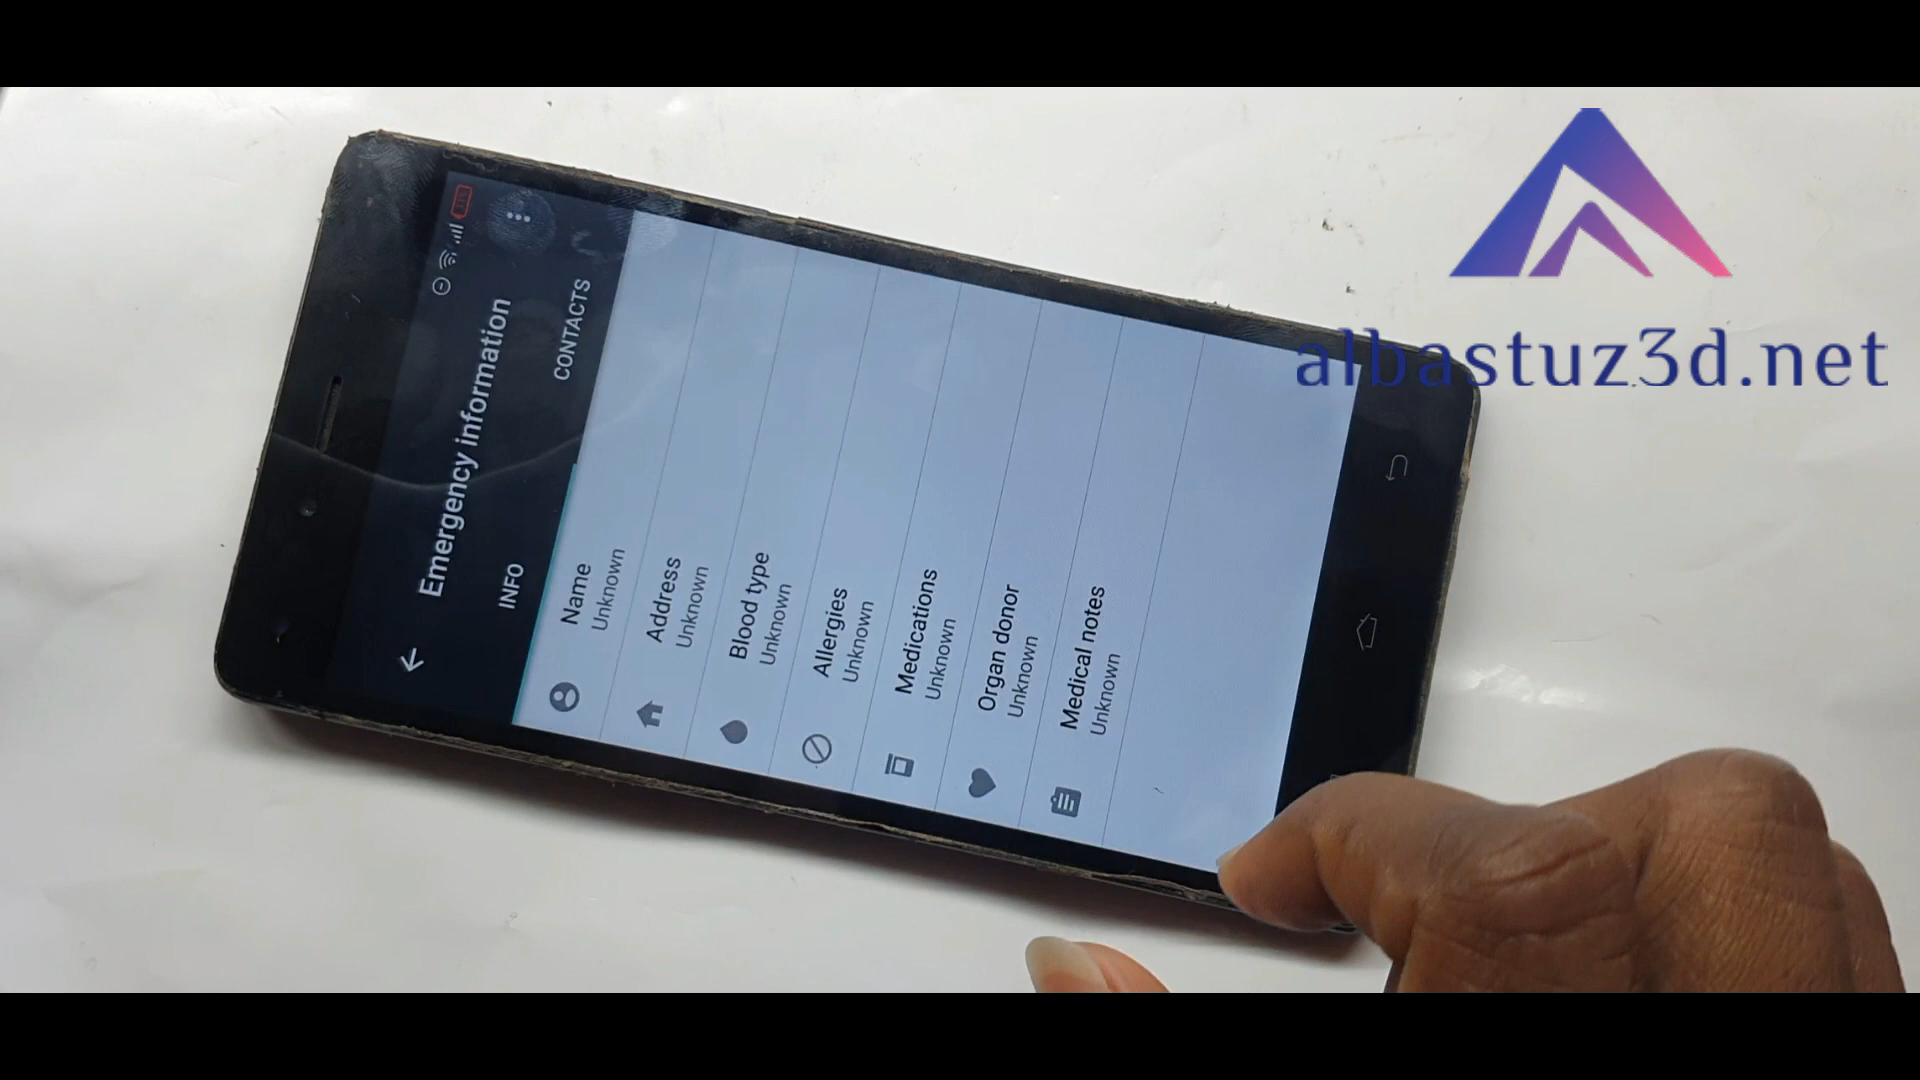 Emergency information
INFO
CONTACTS
Name
Unknown
Address
Unknown
Blood type
Unknown
Allergies
Unknown
Medications
Unknown
Organ donor
Unknown
Medical notes
Unknown
albastuz3d.net